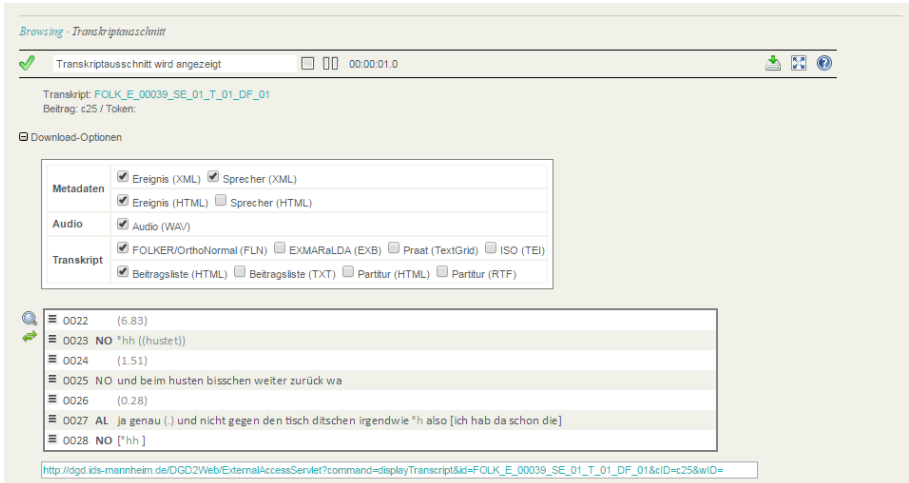 Browsing - Transkriptausschnitt
Transkriptausschnitt wird angezeigt 00:00:01.0
Transkript: FOLK_E_00039_SE_01_T_01_DF_01
Beitrag: c25 / Token:
Download-Optionen
Metadaten
Ereignis (XML) Sprecher (XML)
Ereignis (HTML) Sprecher (HTML)
Audio Audio (WAV)
Transkript
FOLKER/OrthoNormal (FLN) EXMARaLDA (EXB) Praat (TextGrid) ISO (TEI)
Beitragsliste (HTML) Beitragsliste (TXT) Partitur (HTML) Partitur (RTF)
0022 (6.83)
0023 NO °hh ((hustet))
0024 (1.51)
0025 NO und beim husten bisschen weiter zurück wa
0026 (0.28)
0027 AL ja genau (.) und nicht gegen den tisch ditschen irgendwie °h also [ich hab da schon die]
0028 NO [°hh ]
http://dgd.ids-mannheim.de/DGD2Web/ExternalAccessServlet?command=displayTranscript&id=FOLK_E_00039_SE_01_T_01_DF_01&cID=c25&wID=